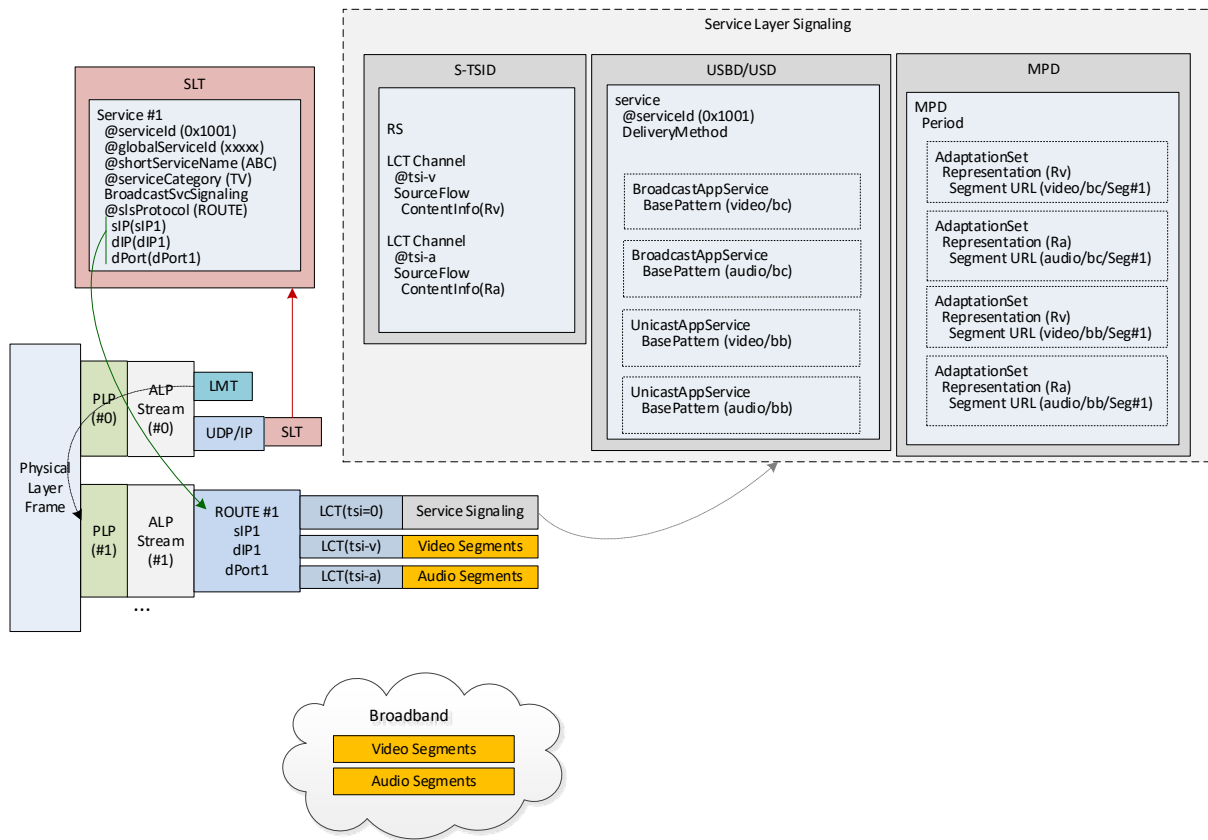 Service Layer Signaling
SLT
Service #1
@serviceId (0x1001)
@globalServiceId (xxxxx)
@shortServiceName (ABC)
@serviceCategory (TV)
BroadcastSvcSignaling
@slsProtocol (ROUTE)
sIP(sIP1)
dIP(dIP1)
dPort(dPort1)
S-TSID
RS
LCT Channel
@tsi-v
SourceFlow
ContentInfo(Rv)
LCT Channel
@tsi-a
SourceFlow
ContentInfo(Ra)
USBD/USD
service
@serviceId (0x1001)
DeliveryMethod
BroadcastAppService
BasePattern (video/bc)
BroadcastAppService
BasePattern (audio/bc)
UnicastAppService
BasePattern (video/bb)
UnicastAppService
BasePattern (audio/bb)
MPD
MPD
Period
AdaptationSet
Representation (Rv)
Segment URL (video/bc/Seg#1)
AdaptationSet
Representation (Ra)
Segment URL (audio/bc/Seg#1)
AdaptationSet
Representation (Rv)
Segment URL (video/bb/Seg#1)
AdaptationSet
Representation (Ra)
Segment URL (audio/bb/Seg#1)
Physical
Layer
Frame
PLP
(#0)
ALP
Stream
(#0)
LMT
UDP/IP
SLT
PLP
(#1)
ALP
Stream
(#1)
ROUTE #1
sIP1
dIP1
dPort1
LCT(tsi=0)
Service Signaling
LCT(tsi-v)
Video Segments
LCT(tsi-a)
Audio Segments
...
Broadband
Video Segments
Audio Segments